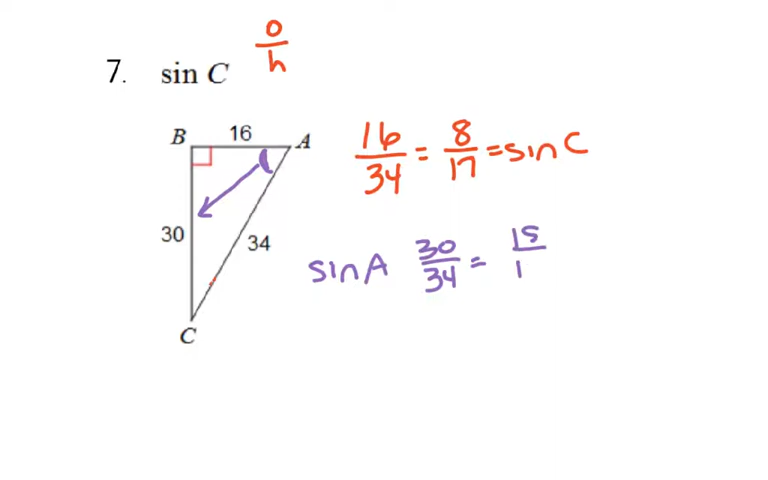 o/h
7. sin C
B 16 A
16/34 = 8/17 = sin C
30
34
sin A 30/34 = 15/1
C